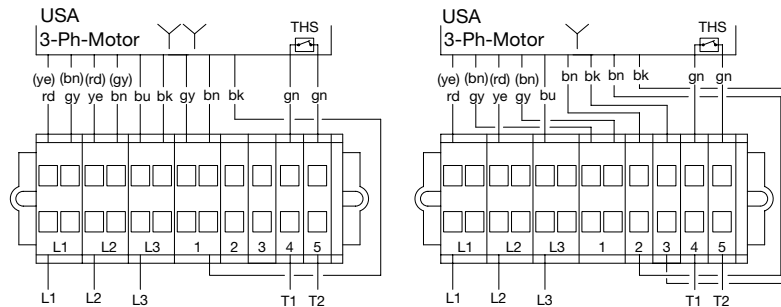 USA
3-Ph-Motor
THS
(ye) (bn) (rd) (gy)
rd gy ye bn bu bk gy bn bk gn gn
L1 L2 L3 1 2 3 4 5
L1 L2 L3 T1 T2
USA
3-Ph-Motor
THS
(ye) (bn) (rd) (bk)
rd gy ye gy bu bn bk bn bk gn gn
L1 L2 L3 1 2 3 4 5
L1 L2 L3 T1 T2